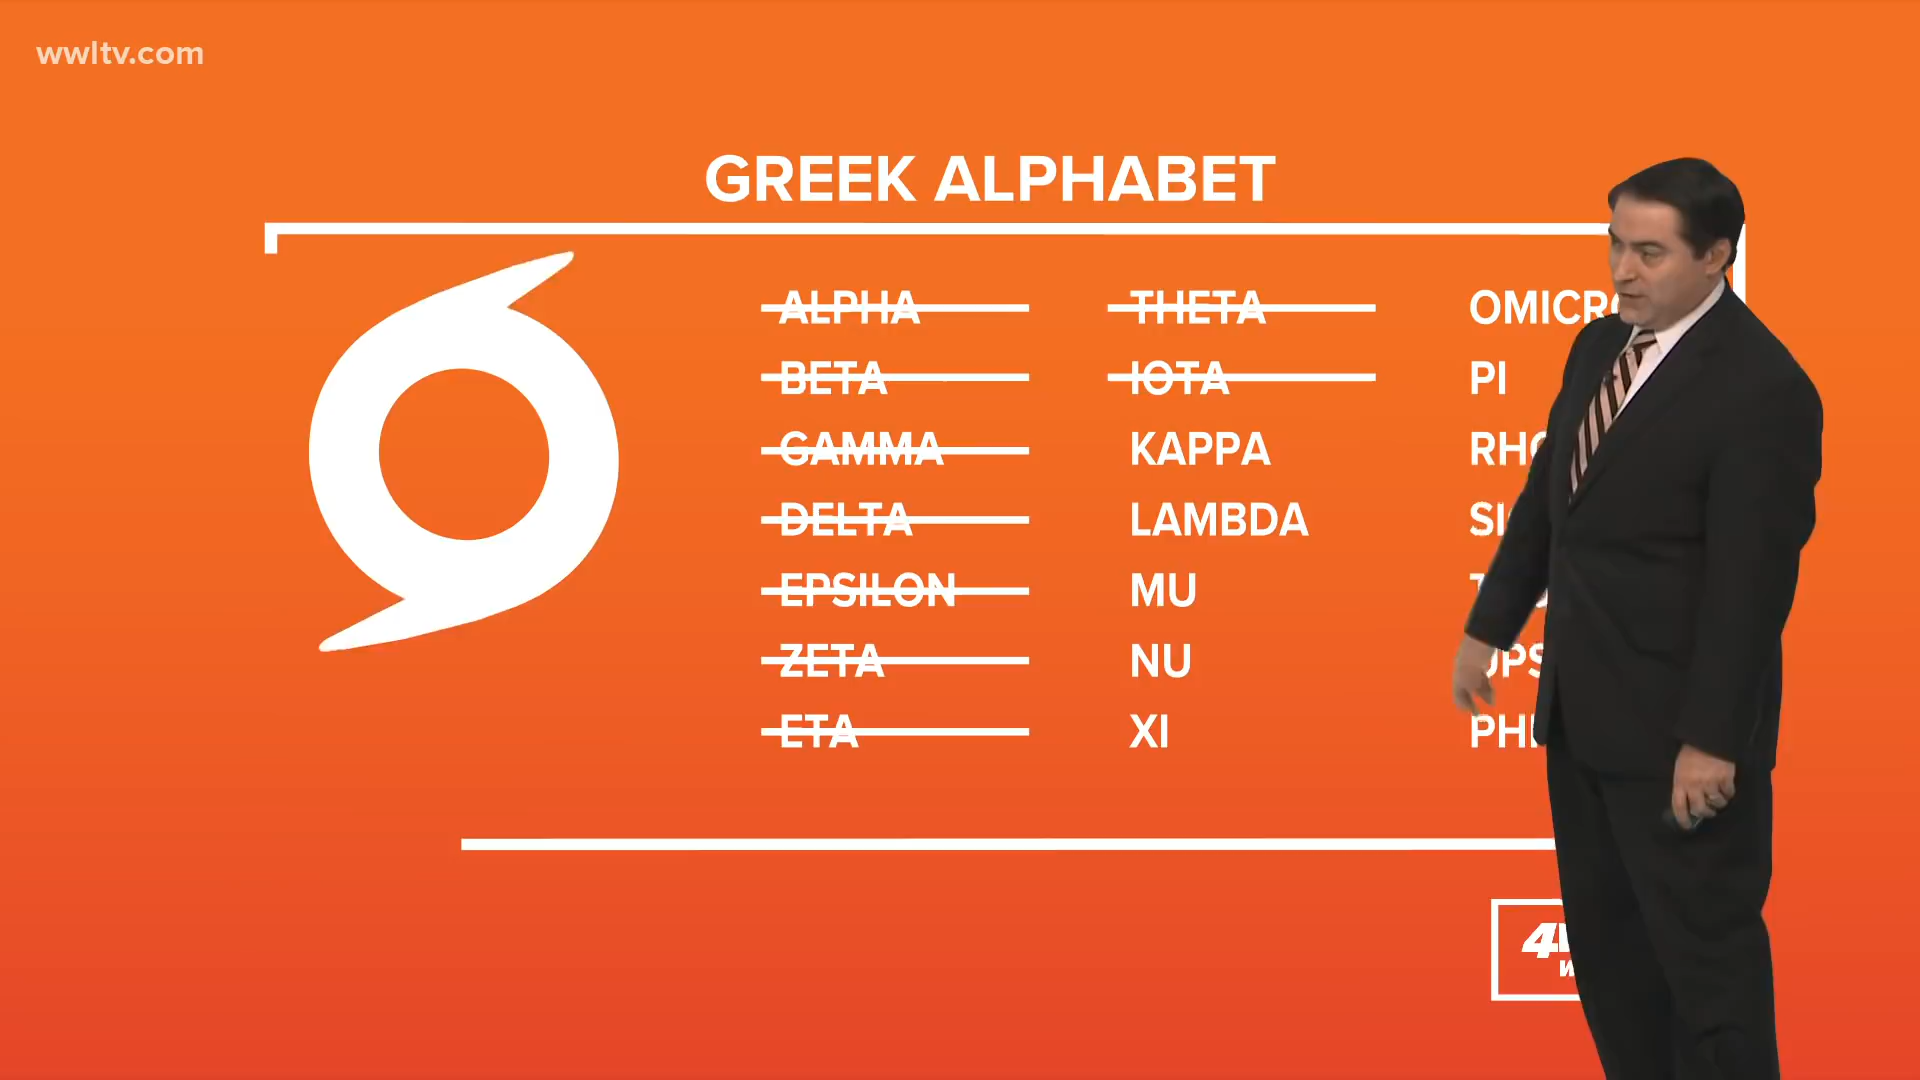 wwltv.com
GREEK ALPHABET
ALPHA
BETA
GAMMA
DELTA
EPSILON
ZETA
ETA
THETA
IOTA
KAPPA
LAMBDA
MU
NU
XI
PI
4